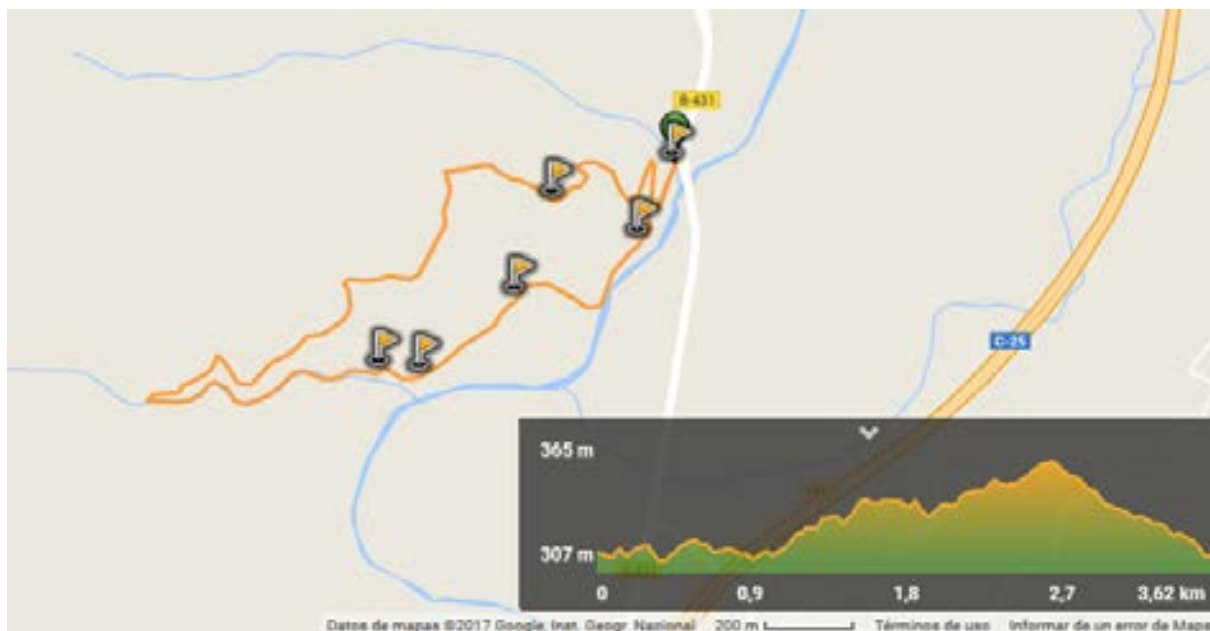 B-431
C-25
365 m
307 m
0 0,9 1,8 2,7 3,62 km
Datos de mapas ©2017 Google, Inst. Geogr. Nacional 200 m Términos de uso Informar de un error de Maps